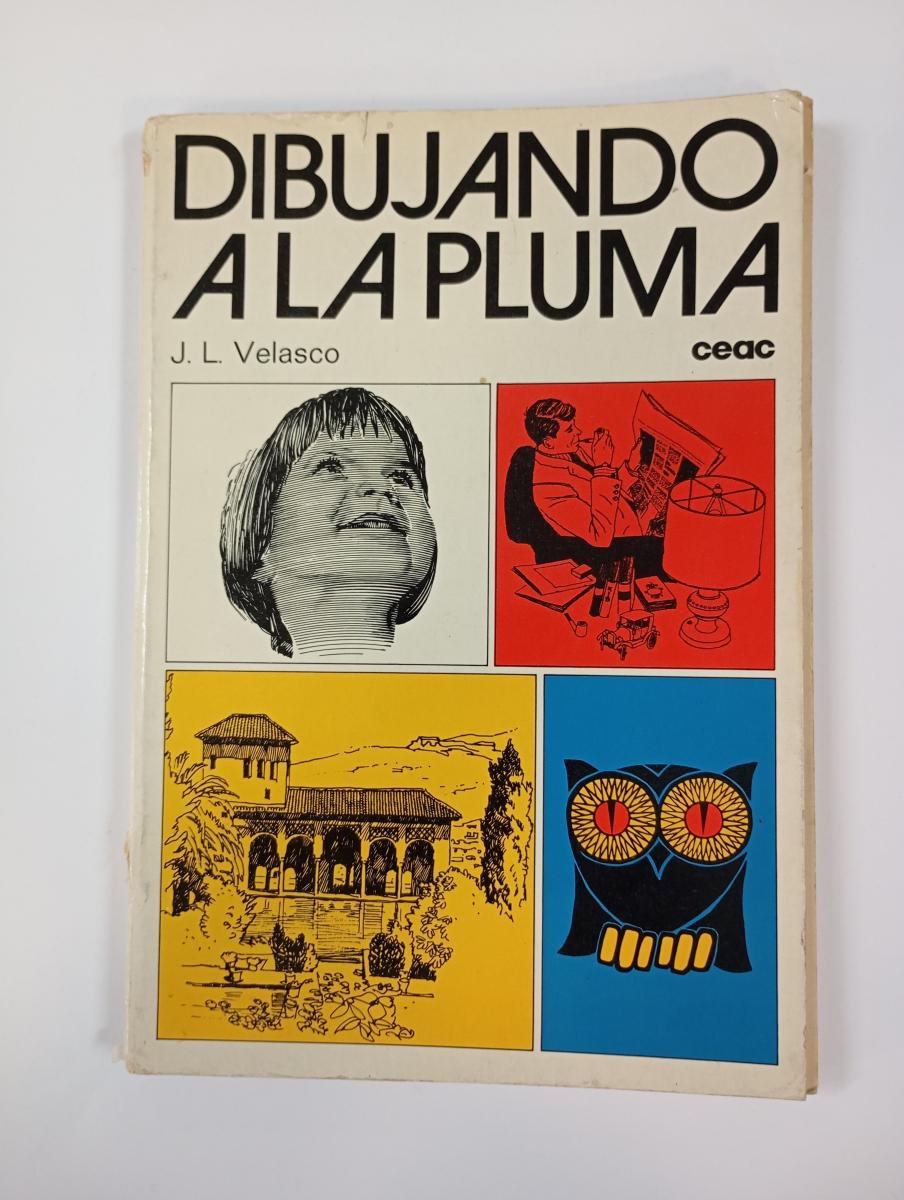 DIBUJANDO
A LA PLUMA
J. L. Velasco
ceac